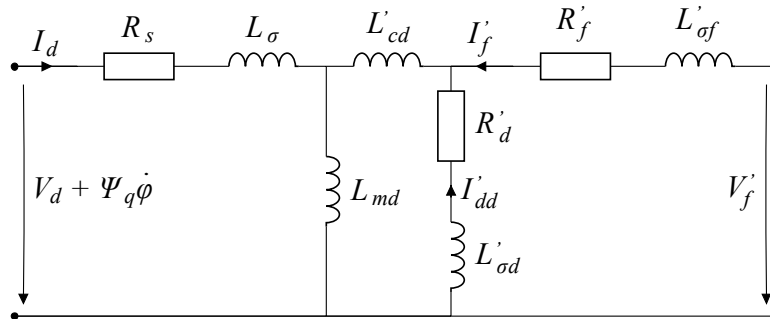 I_d R_s L_σ L'_cd I'_f R'_f L'_σf
R'_d
V_d + Ψ_q φ̇ L_md I'_dd V'_f
L'_σd